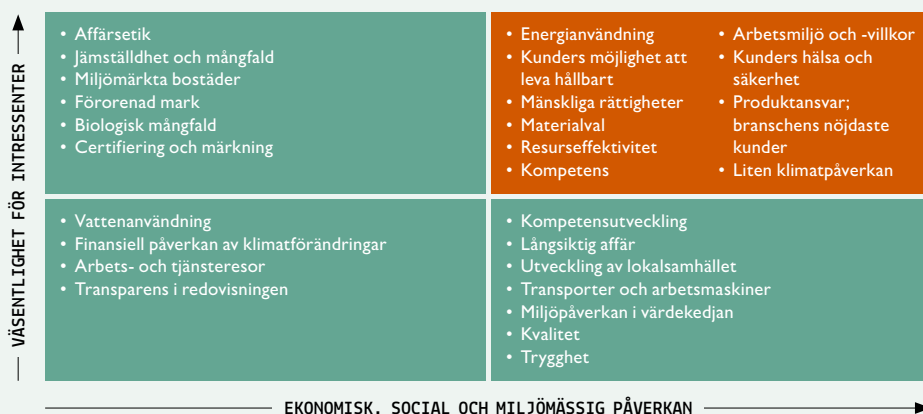 VÄSENTLIGHET FÖR INTRESSENTER
• Affärsetik
• Jämställdhet och mångfald
• Miljömärkta bostäder
• Förorenad mark
• Biologisk mångfald
• Certifiering och märkning
• Energianvändning
• Kunders möjlighet att
leva hållbart
• Mänskliga rättigheter
• Materialval
• Resurseffektivitet
• Kompetens
• Arbetsmiljö och -villkor
• Kunders hälsa och
säkerhet
• Produktansvar;
branschens nöjdaste
kunder
• Liten klimatpåverkan
• Vattenanvändning
• Finansiell påverkan av klimatförändringar
• Arbets- och tjänsteresor
• Transparens i redovisningen
• Kompetensutveckling
• Långsiktig affär
• Utveckling av lokalsamhället
• Transporter och arbetsmaskiner
• Miljöpåverkan i värdekedjan
• Kvalitet
• Trygghet
EKONOMISK, SOCIAL OCH MILJÖMÄSSIG PÅVERKAN